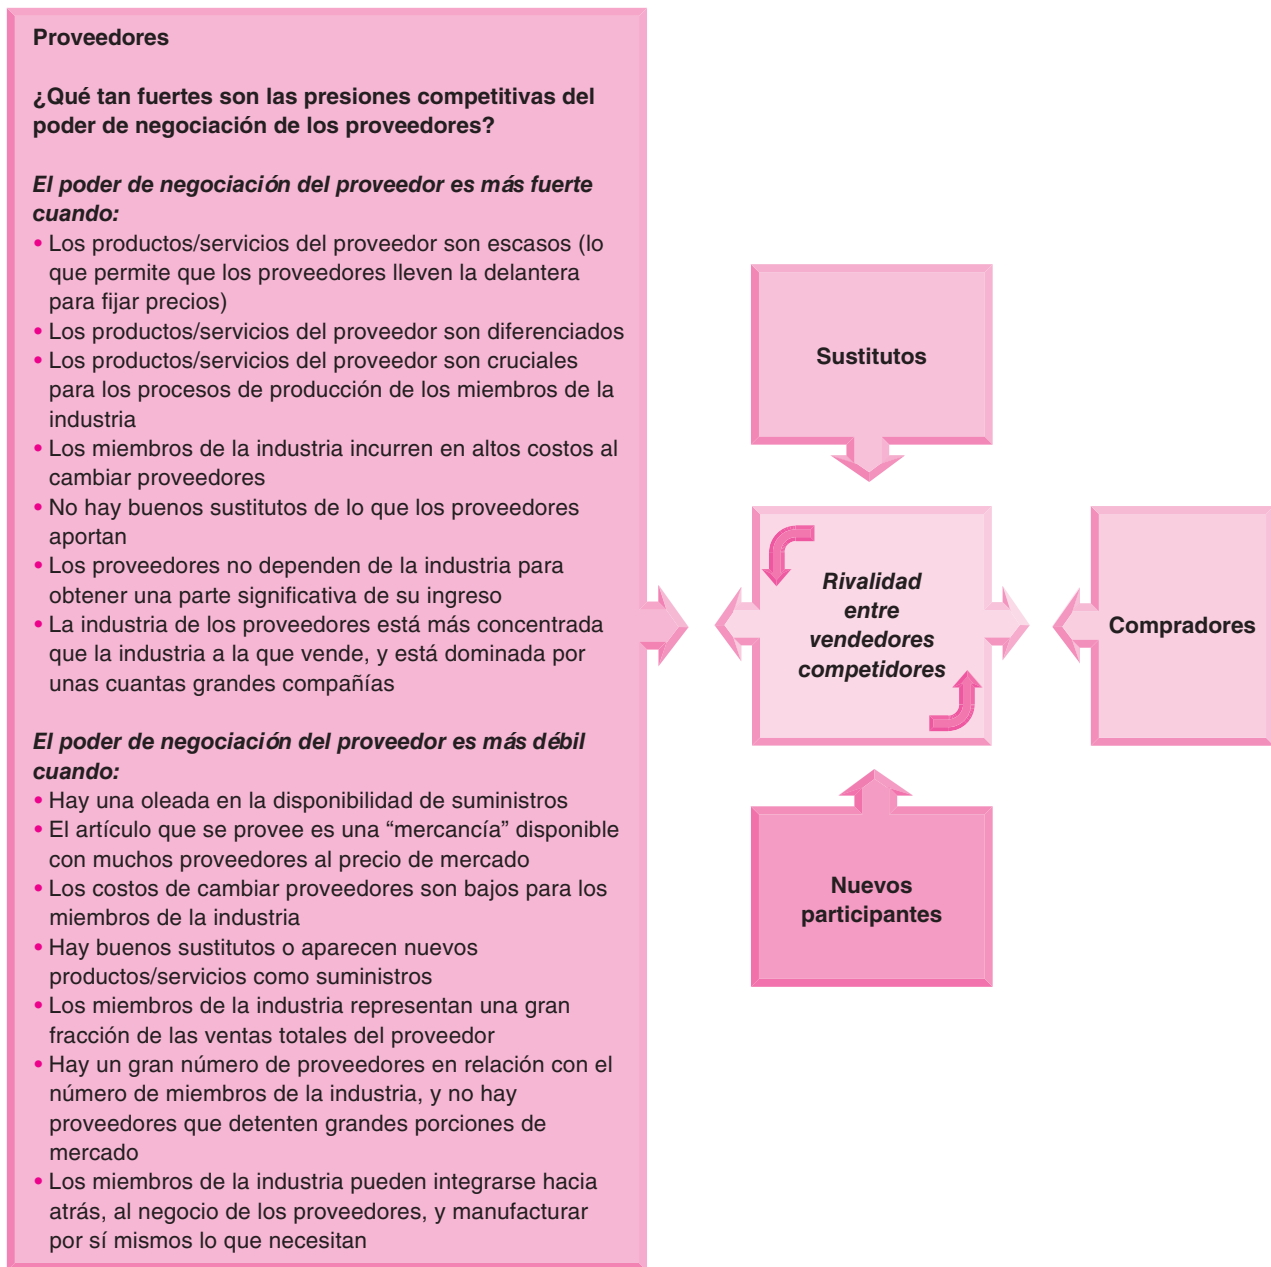 Proveedores
¿Qué tan fuertes son las presiones competitivas del
poder de negociación de los proveedores?
El poder de negociación del proveedor es más fuerte
cuando:
• Los productos/servicios del proveedor son escasos (lo
que permite que los proveedores lleven la delantera
para fijar precios)
• Los productos/servicios del proveedor son diferenciados
• Los productos/servicios del proveedor son cruciales
para los procesos de producción de los miembros de la
industria
• Los miembros de la industria incurren en altos costos al
cambiar proveedores
• No hay buenos sustitutos de lo que los proveedores
aportan
• Los proveedores no dependen de la industria para
obtener una parte significativa de su ingreso
• La industria de los proveedores está más concentrada
que la industria a la que vende, y está dominada por
unas cuantas grandes compañías
El poder de negociación del proveedor es más débil
cuando:
• Hay una oleada en la disponibilidad de suministros
• El artículo que se provee es una “mercancía” disponible
con muchos proveedores al precio de mercado
• Los costos de cambiar proveedores son bajos para los
miembros de la industria
• Hay buenos sustitutos o aparecen nuevos
productos/servicios como suministros
• Los miembros de la industria representan una gran
fracción de las ventas totales del proveedor
• Hay un gran número de proveedores en relación con el
número de miembros de la industria, y no hay
proveedores que detenten grandes porciones de
mercado
• Los miembros de la industria pueden integrarse hacia
atrás, al negocio de los proveedores, y manufacturar
por sí mismos lo que necesitan
Sustitutos
Rivalidad
entre
vendedores
competidores
Compradores
Nuevos
participantes